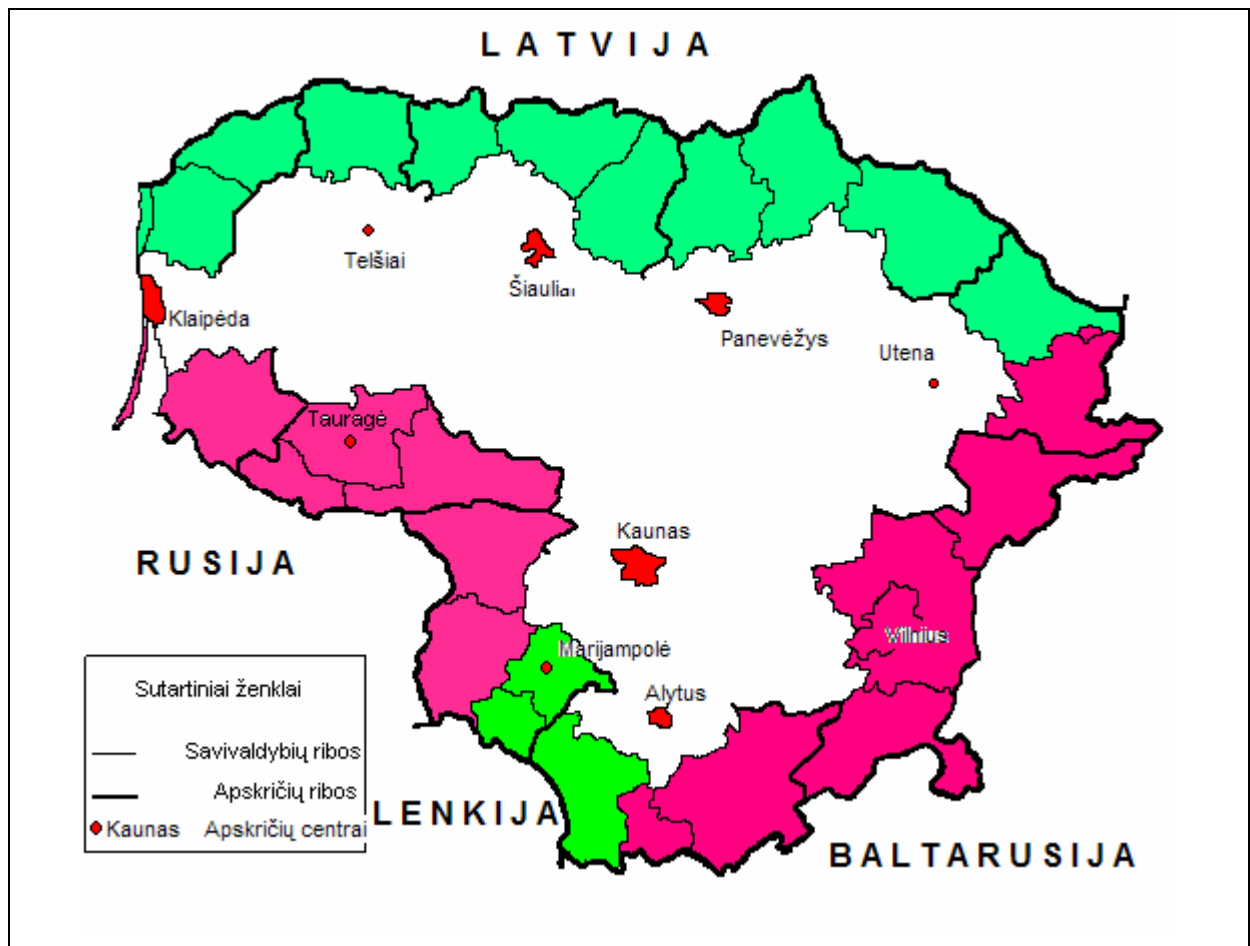 LATVIJA
Telšiai
Šiauliai
Klaipėda
Panevėžys
Utena
Tauragė
Kaunas
RUSIJA
Vilnius
Marijampolė
Alytus
Sutartiniai ženklai
Savivaldybių ribos
Apskričių ribos
Kaunas Apskričių centrai
LENKIJA
BALTARUSIJA